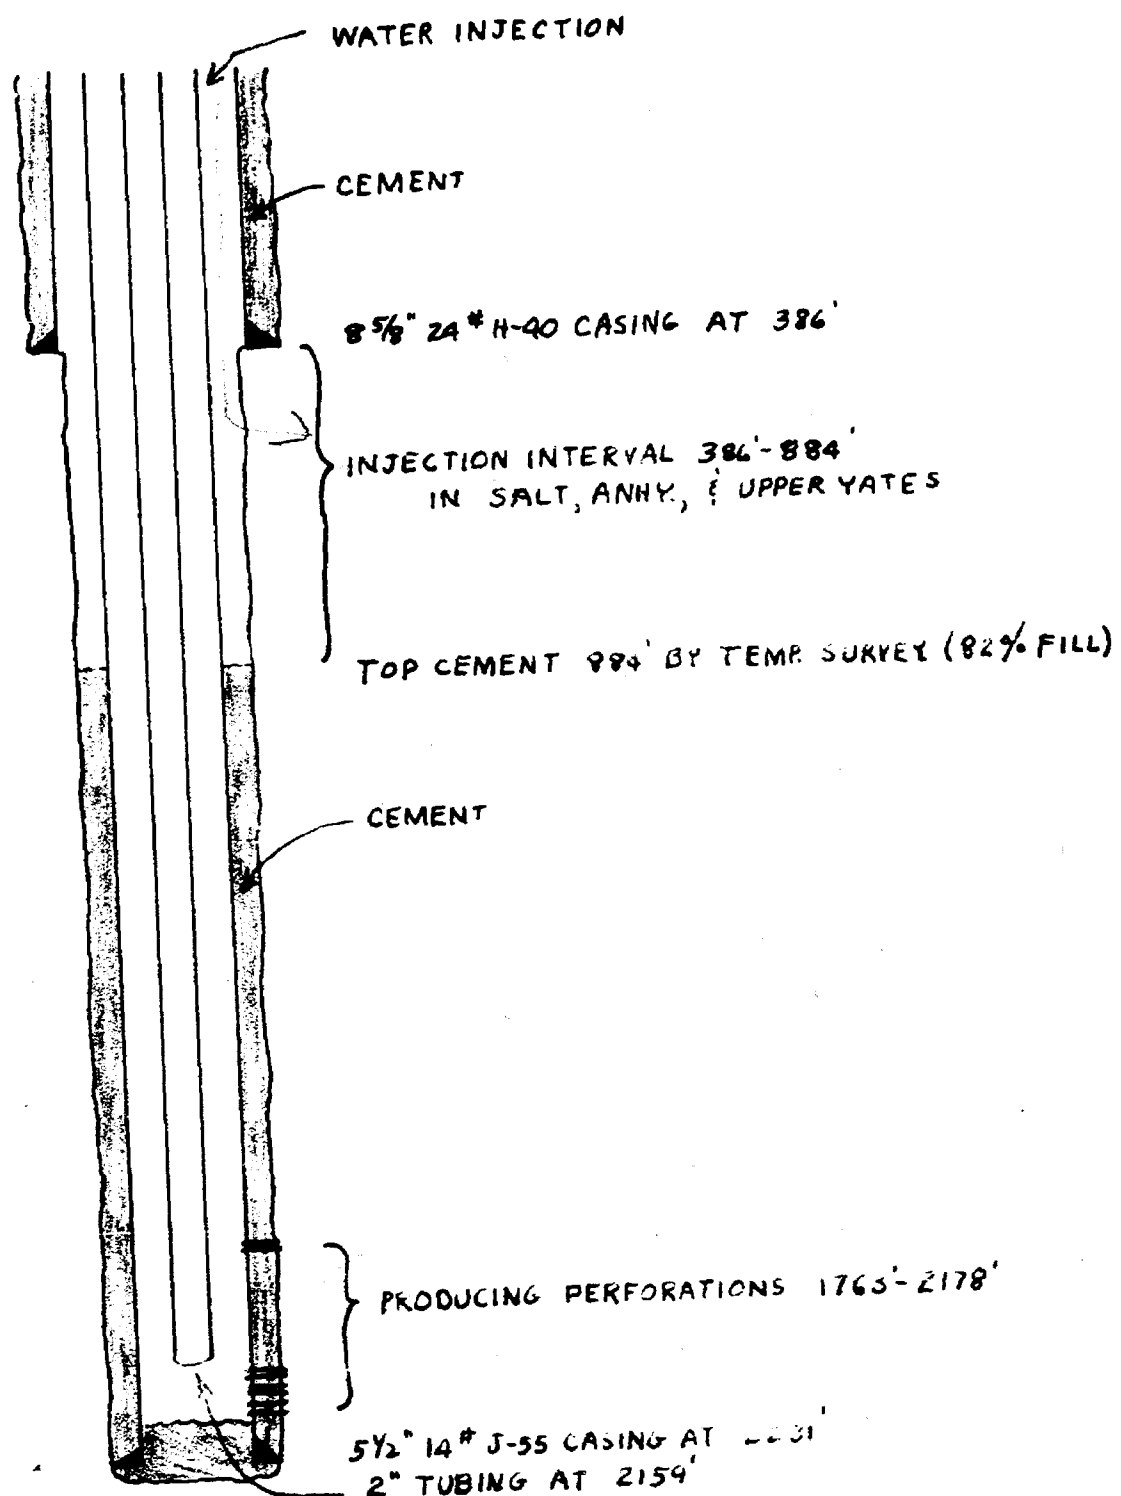 WATER INJECTION
CEMENT
8 5/8" 24# H-40 CASING AT 386'
INJECTION INTERVAL 386'-884'
IN SALT, ANHY., & UPPER YATES
TOP CEMENT 884' BY TEMP. SURVEY (82% FILL)
CEMENT
PRODUCING PERFORATIONS 1763'-2178'
5 1/2" 14# J-55 CASING AT
2" TUBING AT 2159'